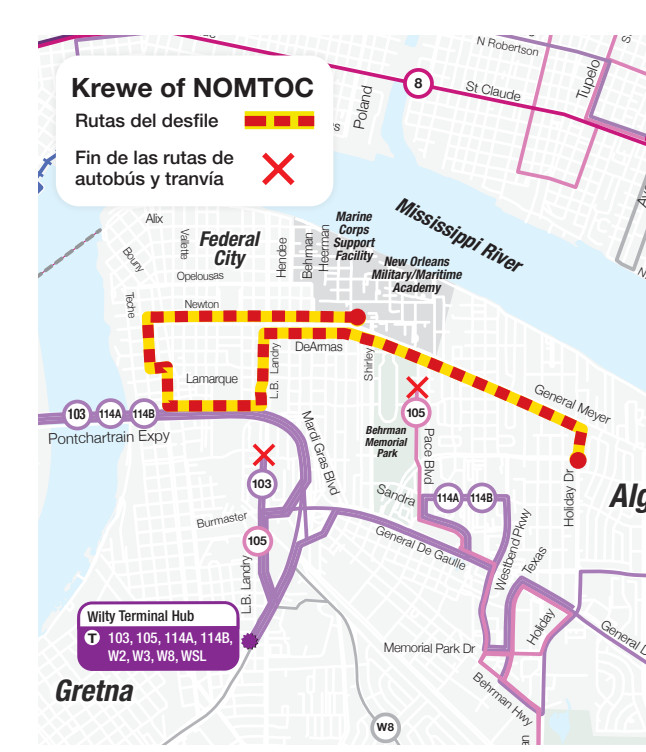 N Robertson
Krewe of NOMTOC
Rutas del desfile
Fin de las rutas de
autobús y tranvía
8
St Claude
Tupelo
Poland
Mississippi River
Alix
Vallette
Bouny
Federal
City
Hendee
Behrman
Heerman
Marine
Corps
Support
Facility
New Orleans
Military/Maritime
Academy
Opelousas
Teche
Newton
DeArmas
Shirley
L.B. Landry
Lamarque
General Meyer
103
114A
114B
Pontchartrain Expy
105
Mardi Gras Blvd
Behrman
Memorial
Park
Pace Blvd
Holiday Dr
103
Sandra
114A
114B
Burmaster
105
General De Gaulle
Westbend Pkwy
Texas
L.B. Landry
Wilty Terminal Hub
T 103, 105, 114A, 114B,
W2, W3, W8, WSL
Memorial Park Dr
Holiday
Behrman Hwy
Gretna
W8